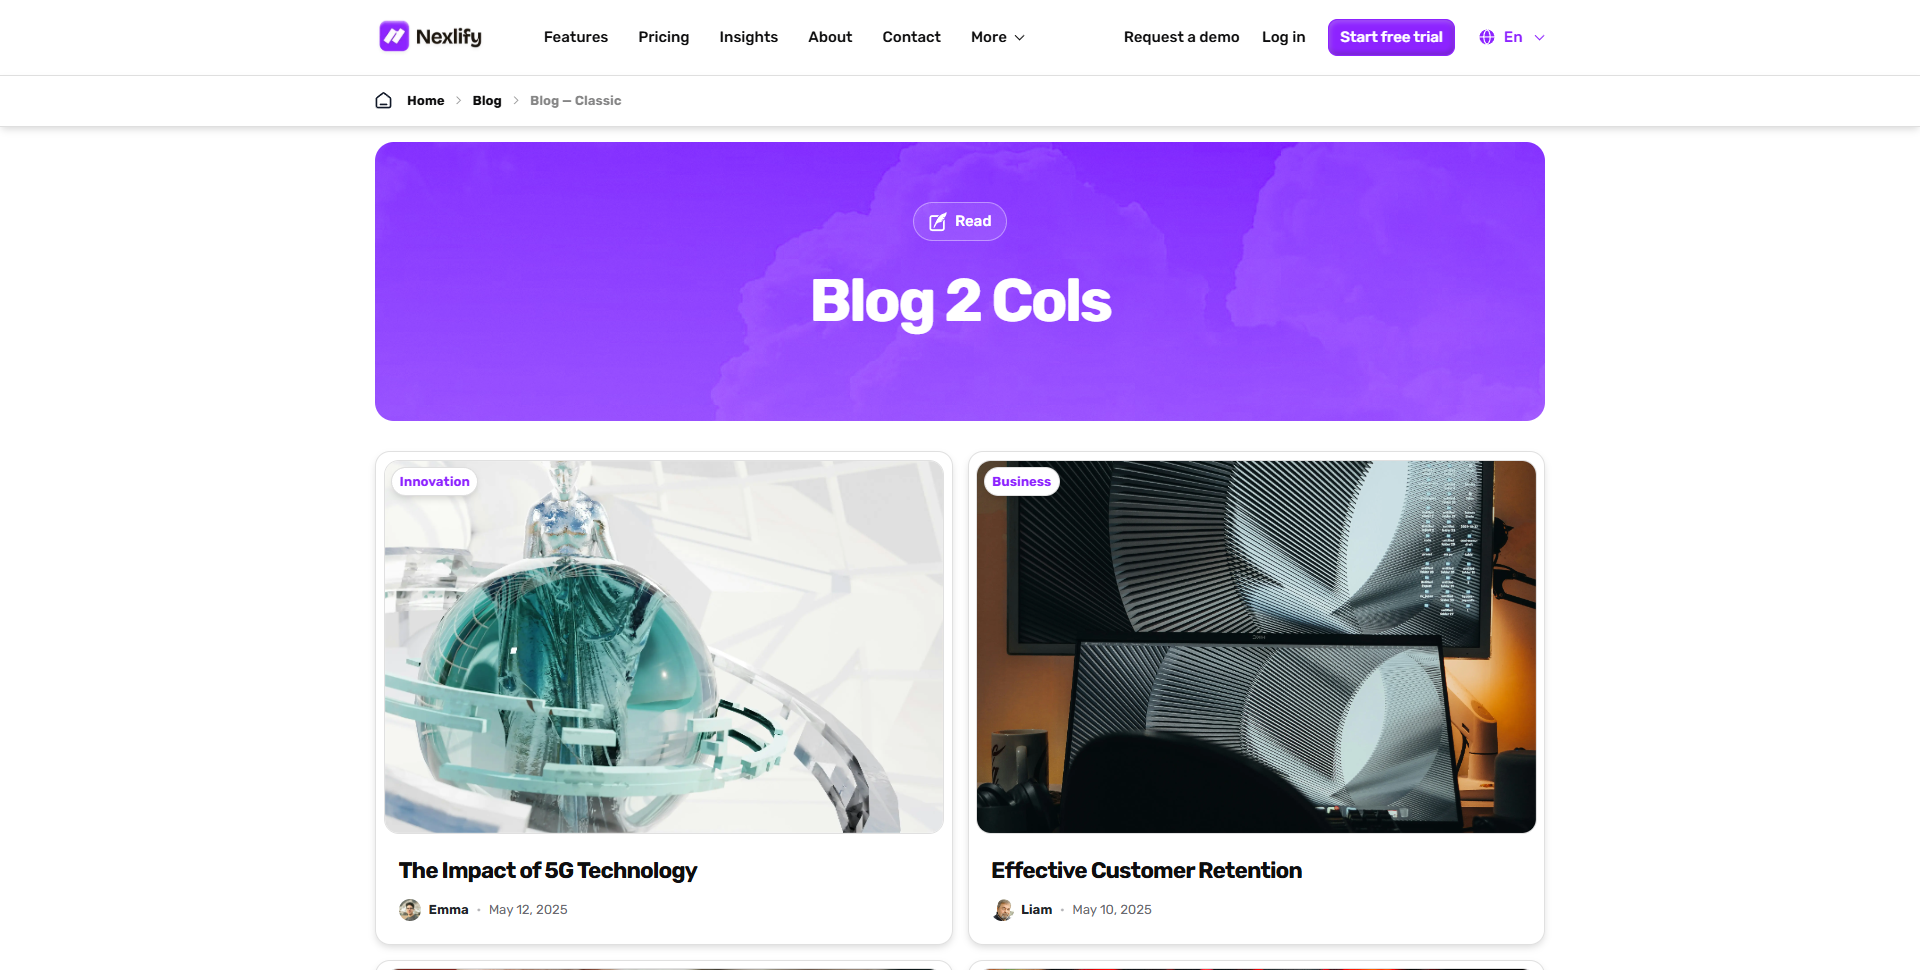 Nexlify
Features Pricing Insights About Contact More
Request a demo Log in Start free trial En
Home Blog Blog — Classic
Read
Blog 2 Cols
Innovation
The Impact of 5G Technology
Emma • May 12, 2025
Business
Effective Customer Retention
Liam • May 10, 2025